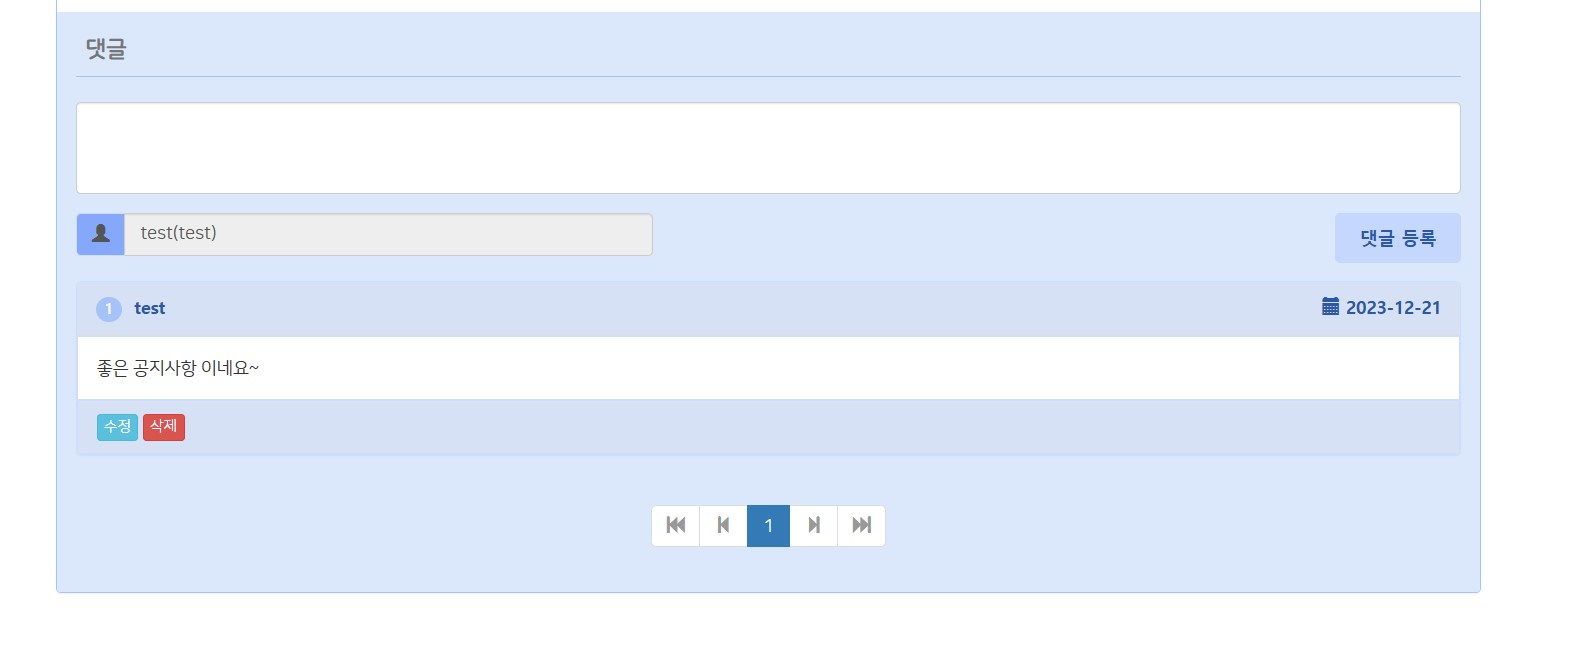 댓글
test(test)
댓글 등록
1 test 2023-12-21
좋은 공지사항 이네요~
수정 삭제
1